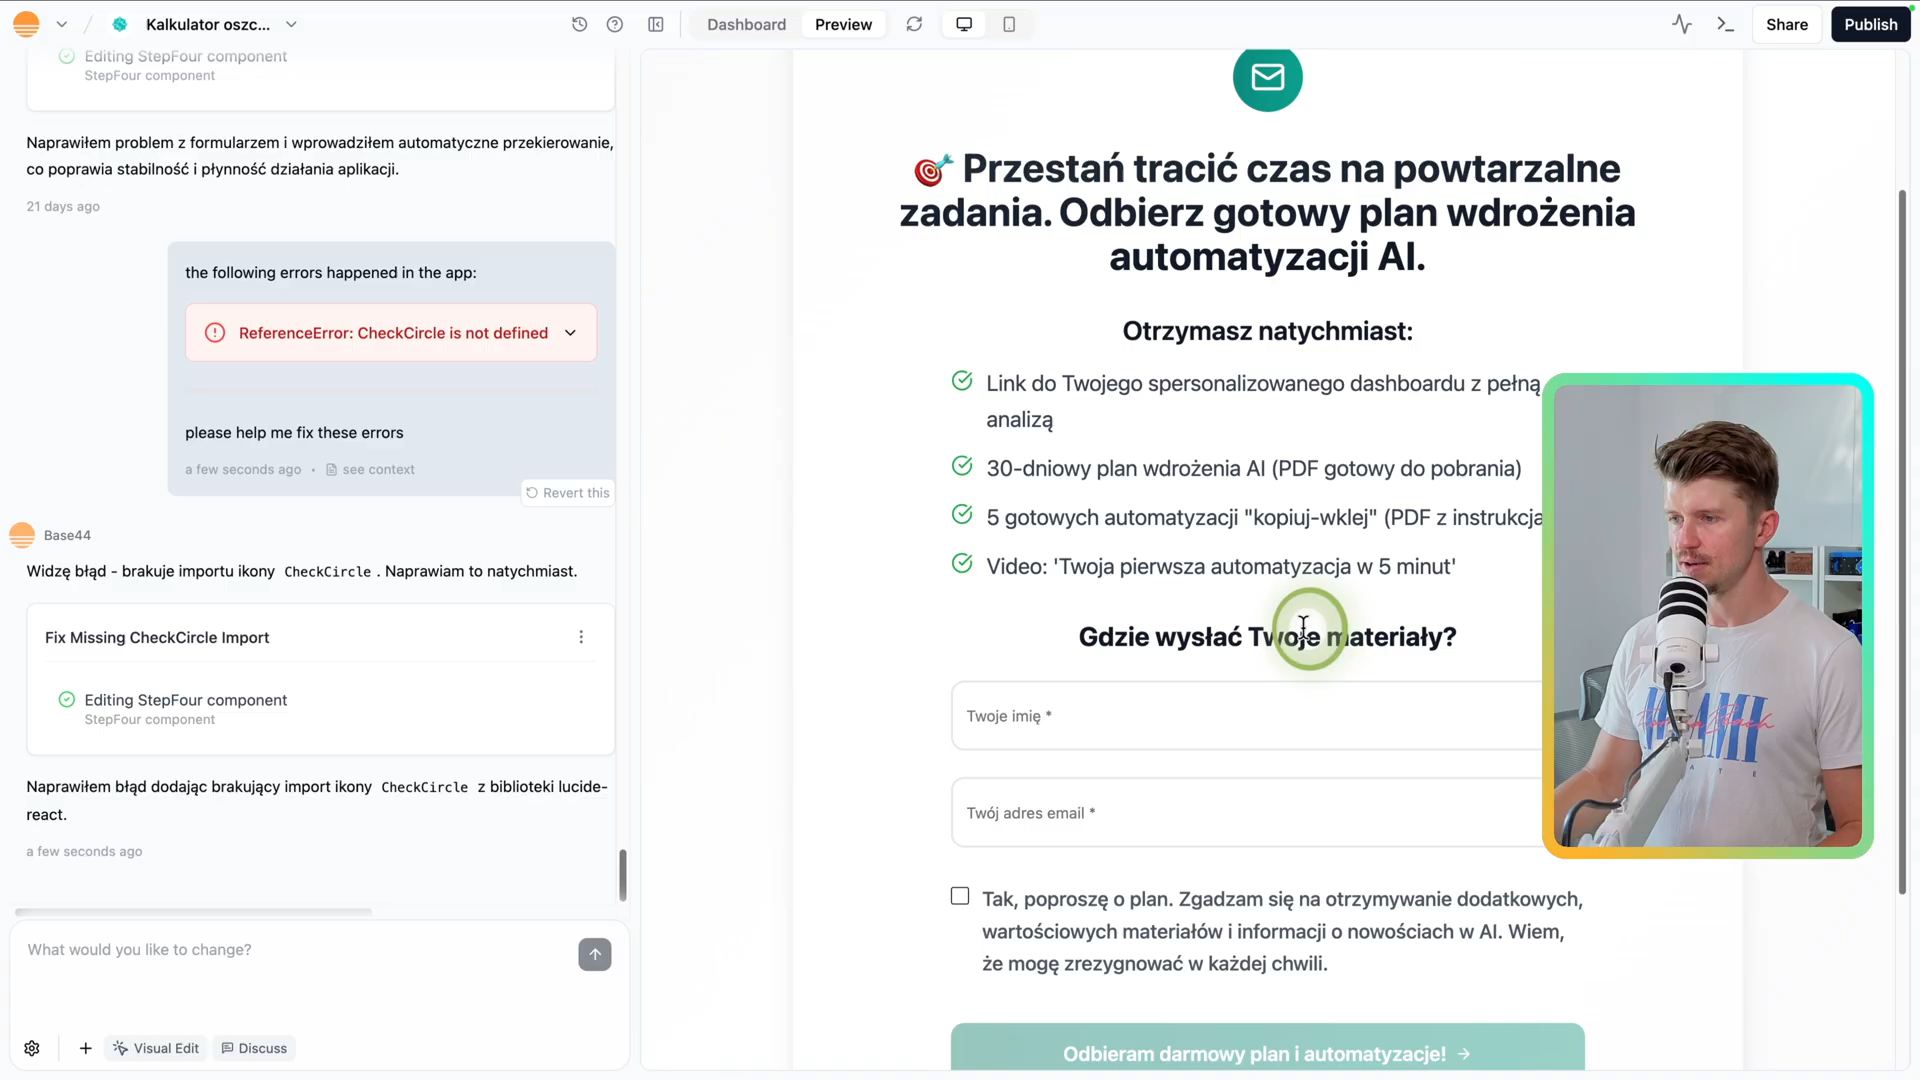 Kalkulator oszc...
Dashboard
Preview
Share
Publish
Editing StepFour component
StepFour component
Naprawiłem problem z formularzem i wprowadziłem automatyczne przekierowanie,
co poprawia stabilność i płynność działania aplikacji.
21 days ago
the following errors happened in the app:
ReferenceError: CheckCircle is not defined
please help me fix these errors
a few seconds ago • see context
Revert this
Base44
Widzę błąd - brakuje importu ikony CheckCircle. Naprawiam to natychmiast.
Fix Missing CheckCircle Import
Editing StepFour component
StepFour component
Naprawiłem błąd dodając brakujący import ikony CheckCircle z biblioteki lucide-
react.
a few seconds ago
What would you like to change?
Visual Edit
Discuss
🎯 Przestań tracić czas na powtarzalne
zadania. Odbierz gotowy plan wdrożenia
automatyzacji AI.
Otrzymasz natychmiast:
Link do Twojego spersonalizowanego dashboardu z pełną
analizą
30-dniowy plan wdrożenia AI (PDF gotowy do pobrania)
5 gotowych automatyzacji "kopiuj-wklej" (PDF z instrukcją
Video: 'Twoja pierwsza automatyzacja w 5 minut'
Gdzie wysłać Twoje materiały?
Twoje imię *
Twój adres email *
Tak, poproszę o plan. Zgadzam się na otrzymywanie dodatkowych,
wartościowych materiałów i informacji o nowościach w AI. Wiem,
że mogę zrezygnować w każdej chwili.
Odbieram darmowy plan i automatyzacje! →